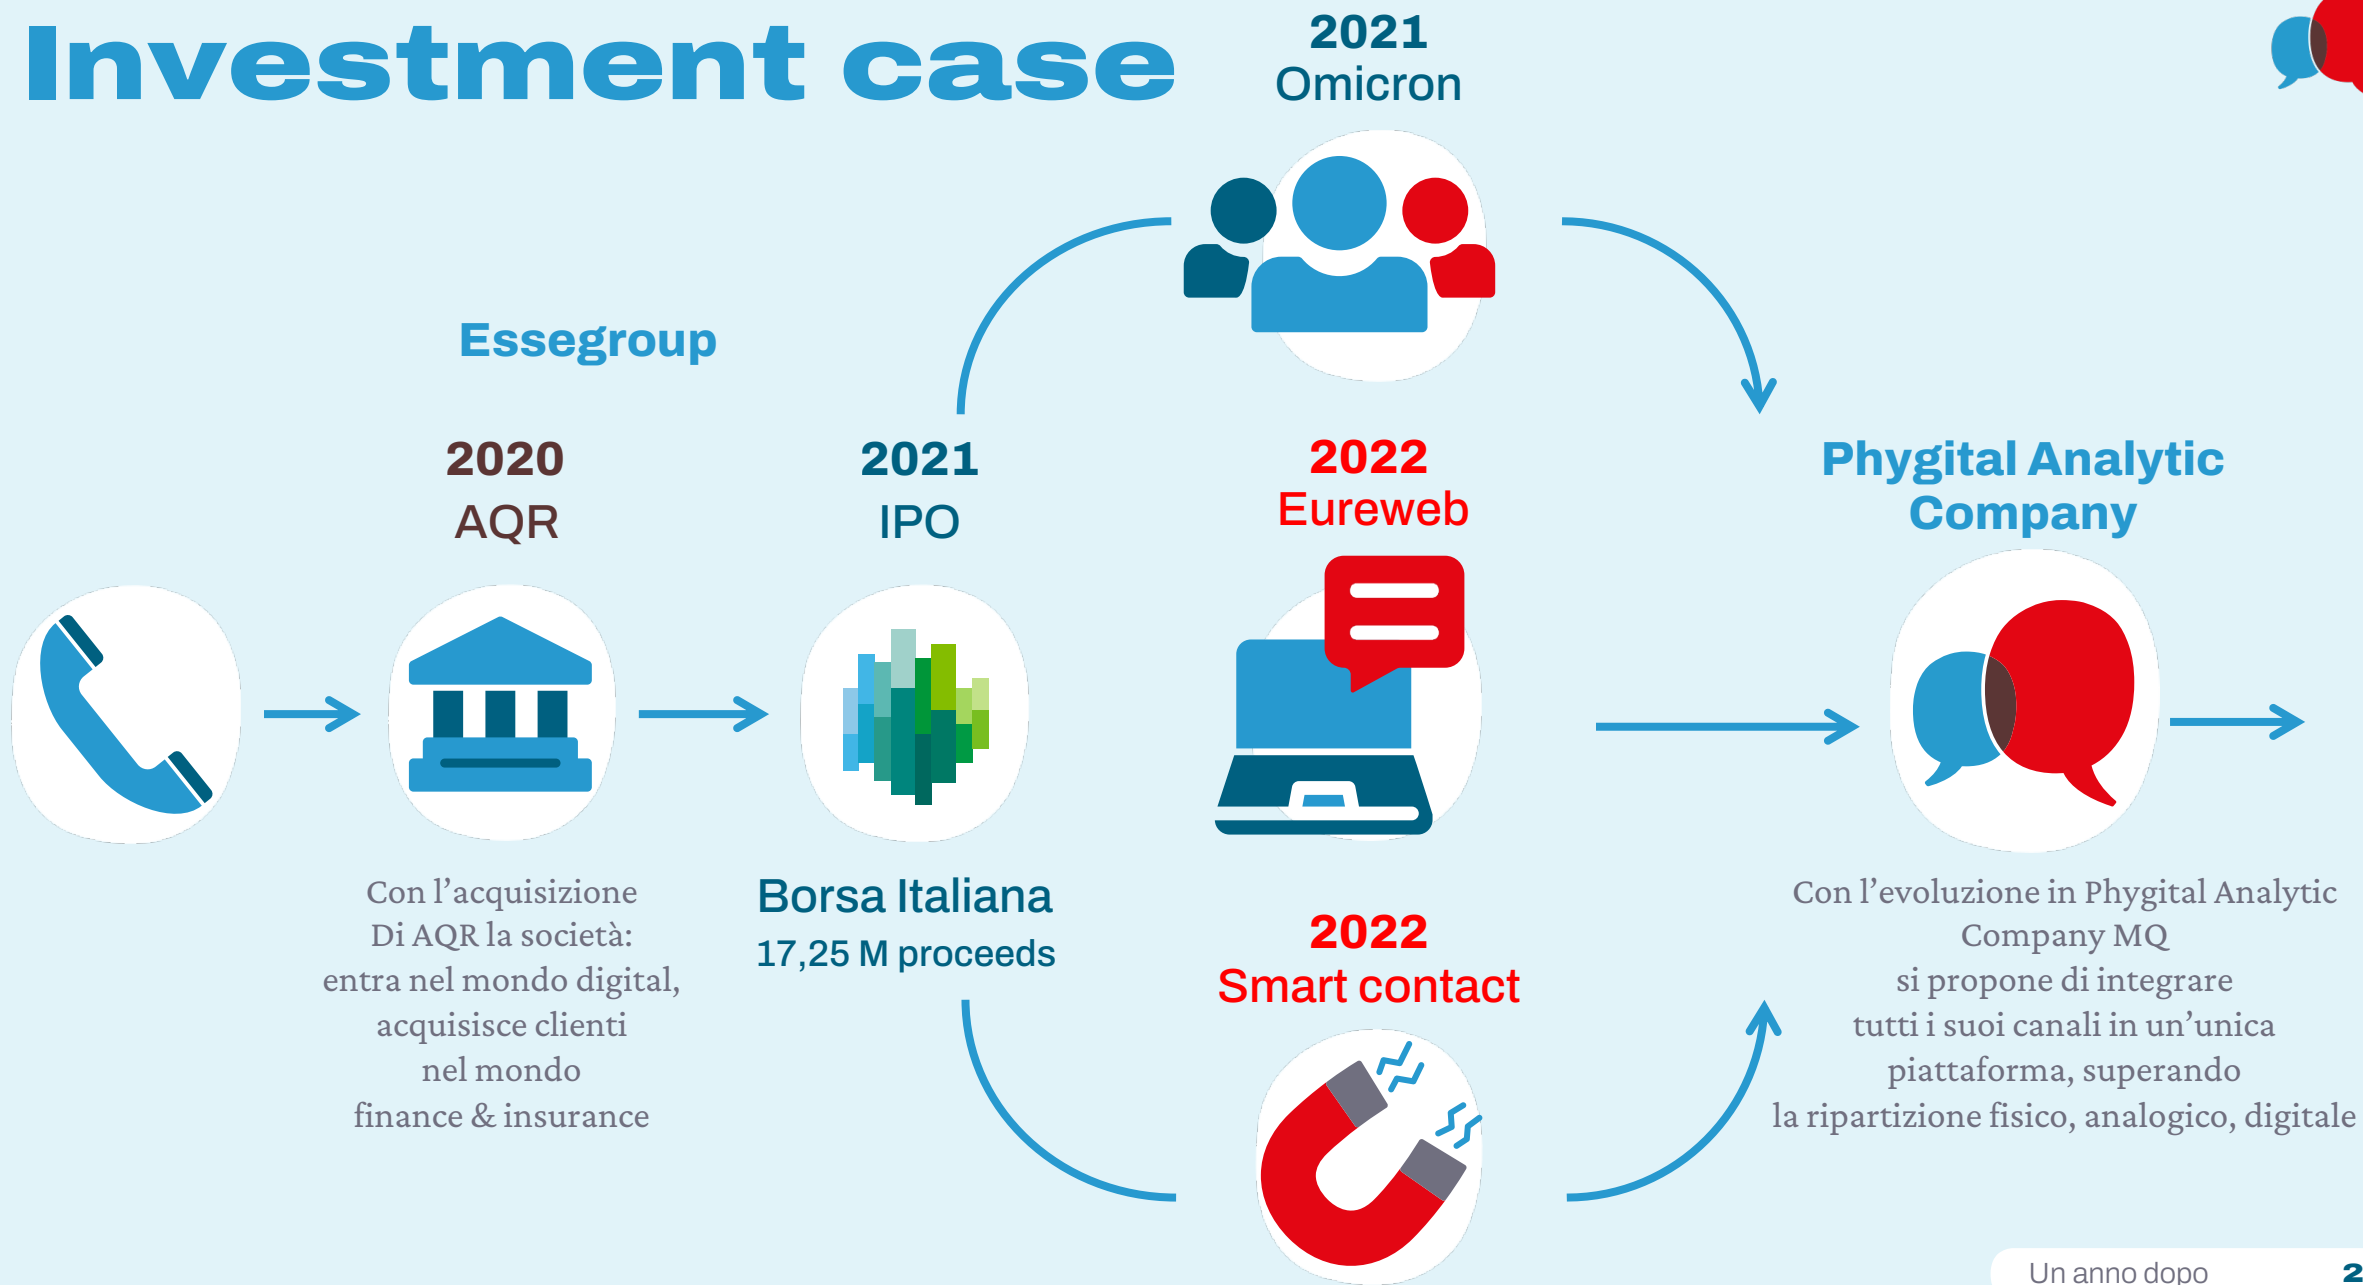 Investment case
2021
Omicron
Essegroup
2020
AQR
2021
IPO
2022
Eureweb
Phygital Analytic
Company
Con l’acquisizione
Di AQR la società:
entra nel mondo digital,
acquisisce clienti
nel mondo
finance & insurance
Borsa Italiana
17,25 M proceeds
2022
Smart contact
Con l’evoluzione in Phygital Analytic
Company MQ
si propone di integrare
tutti i suoi canali in un’unica
piattaforma, superando
la ripartizione fisico, analogico, digitale
Un anno dopo